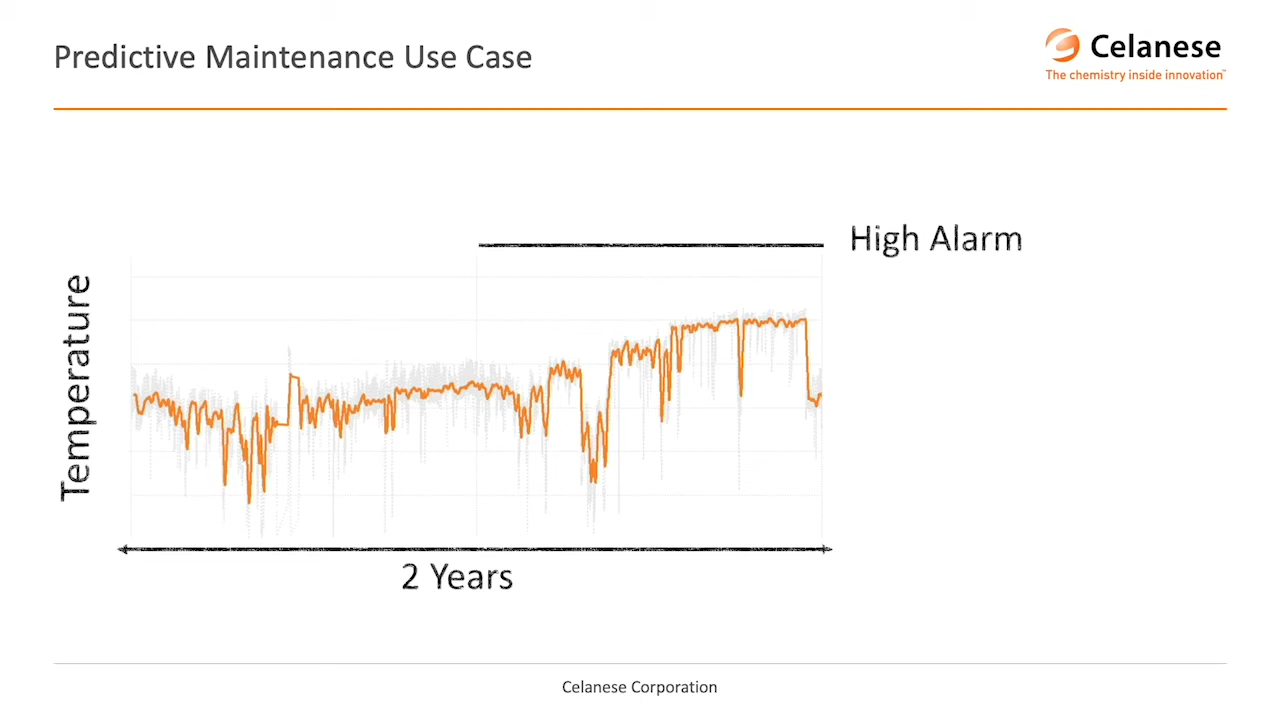 Predictive Maintenance Use Case
Celanese
The chemistry inside innovation™
High Alarm
Temperature
2 Years
Celanese Corporation